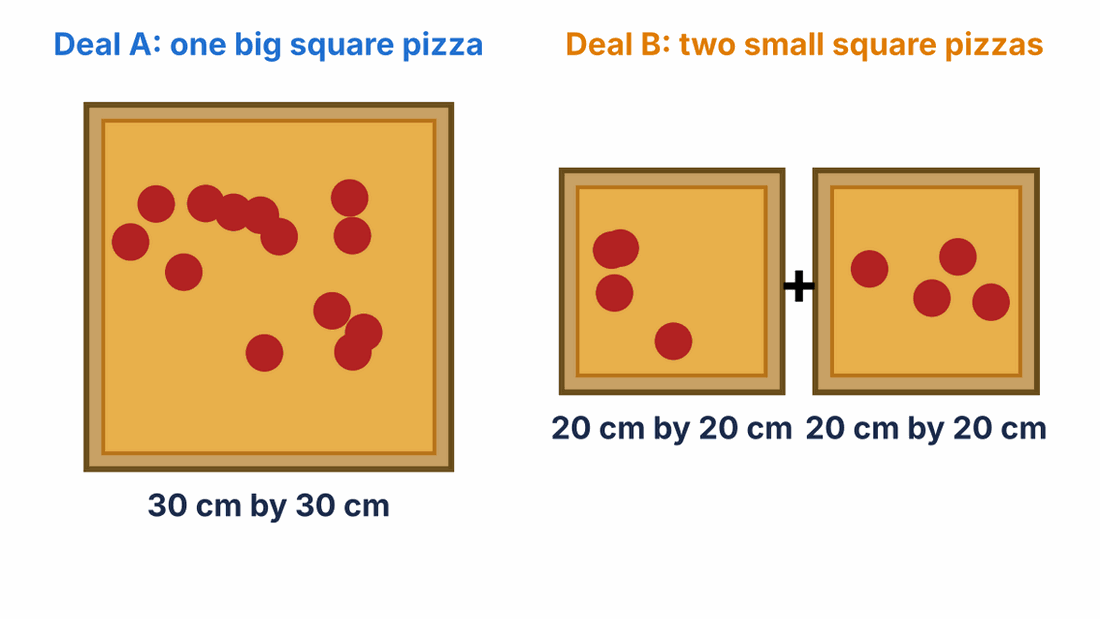 Deal A: one big square pizza
Deal B: two small square pizzas
+
20 cm by 20 cm
20 cm by 20 cm
30 cm by 30 cm